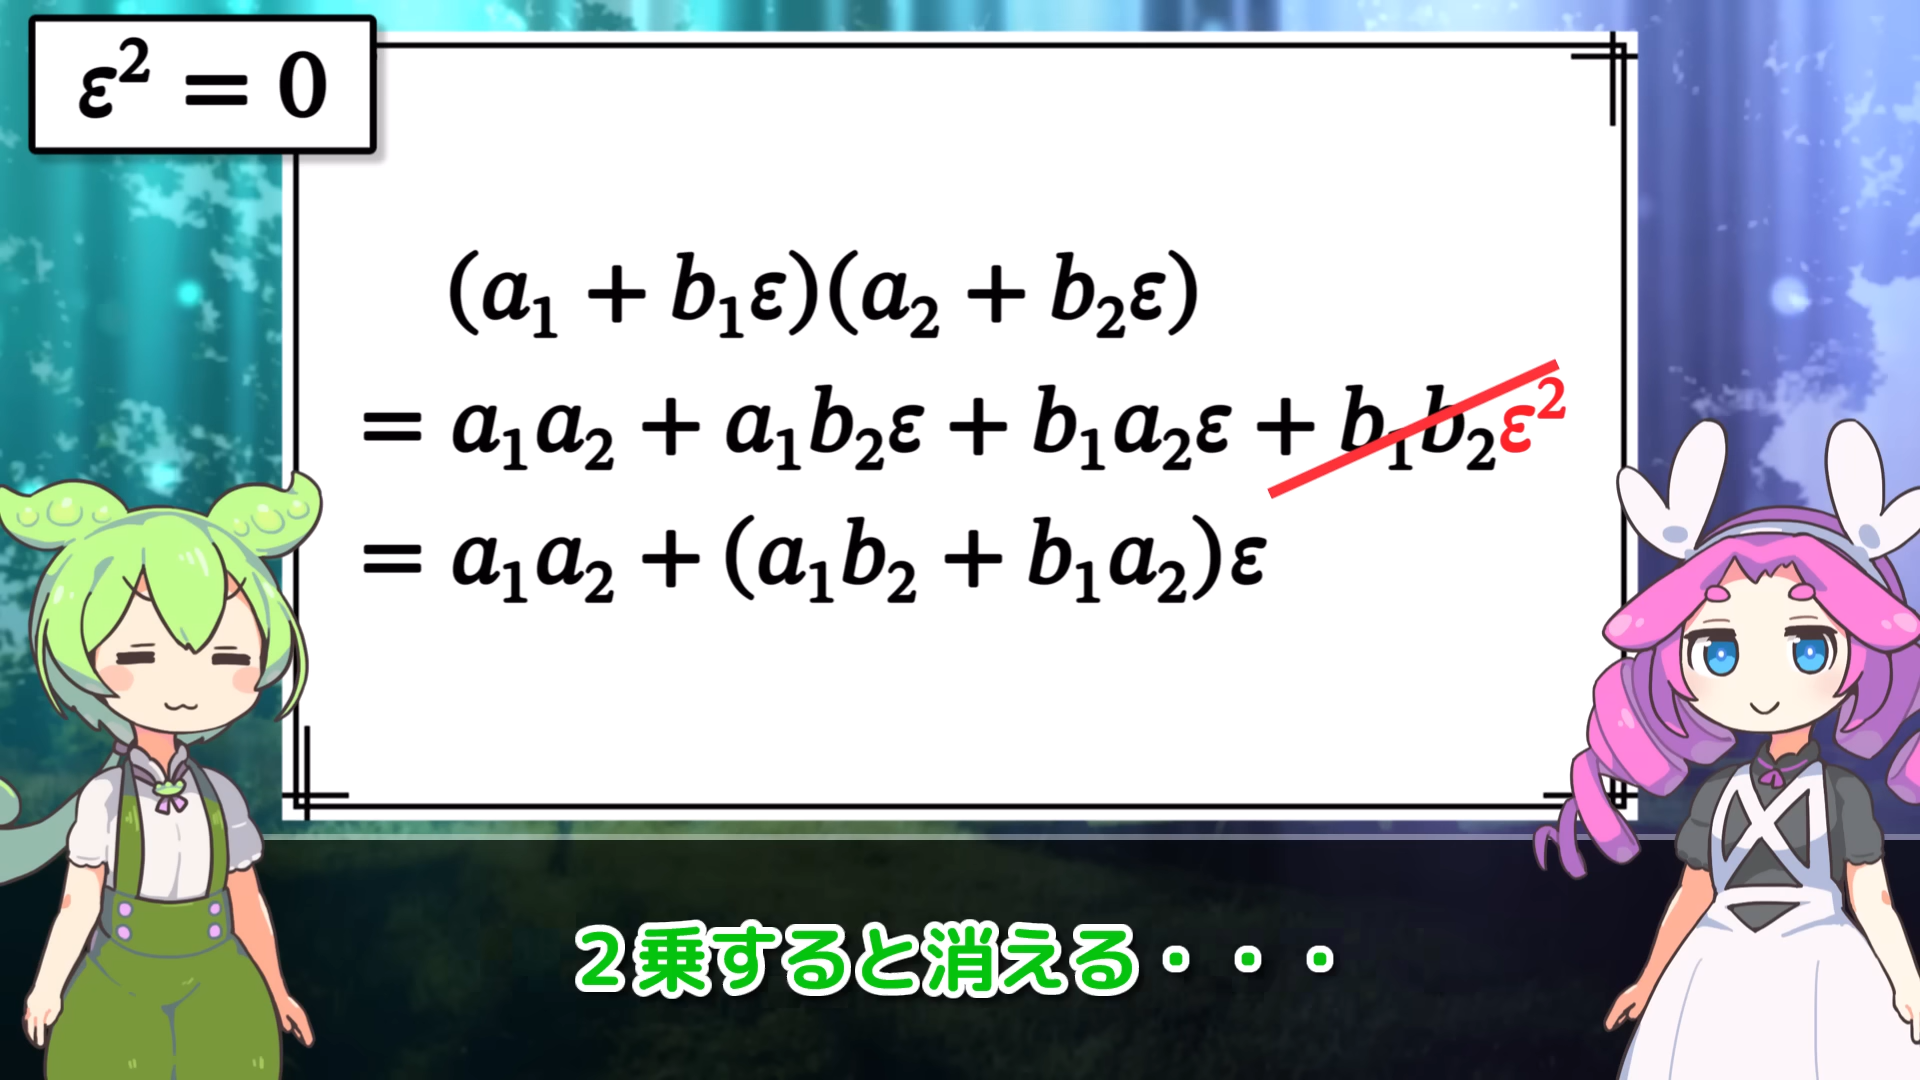 ε² = 0
(a₁ + b₁ε)(a₂ + b₂ε)
= a₁a₂ + a₁b₂ε + b₁a₂ε + b₁b₂ε²
= a₁a₂ + (a₁b₂ + b₁a₂)ε
２乗すると消える・・・